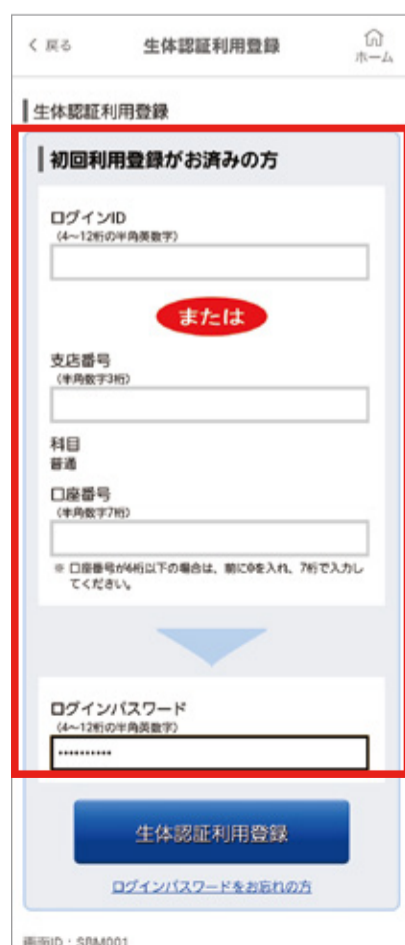 戻る 生体認証利用登録 ホーム
生体認証利用登録
初回利用登録がお済みの方
ログインID
(4～12桁の半角英数字)
または
支店番号
(半角数字3桁)
科目
普通
口座番号
(半角数字7桁)
※ 口座番号が6桁以下の場合は、前に0を入れ、7桁で入力し
てください。
ログインパスワード
(4～12桁の半角英数字)
••••••••••
生体認証利用登録
ログインパスワードをお忘れの方
画面ID：SBM001